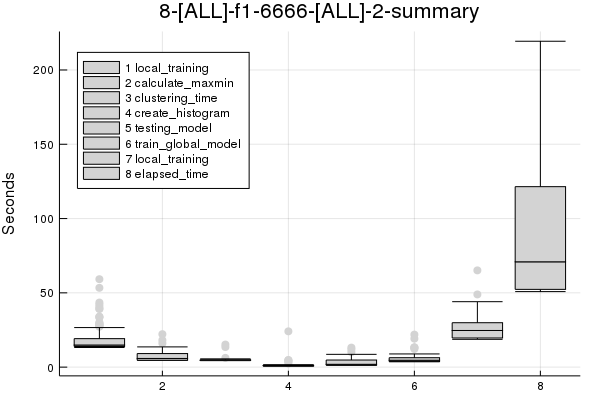 8-[ALL]-f1-6666-[ALL]-2-summary
200
1 local_training
2 calculate_maxmin
3 clustering_time
4 create_histogram
5 testing_model
6 train_global_model
7 local_training
8 elapsed_time
150
Seconds
100
50
0
2 4 6 8